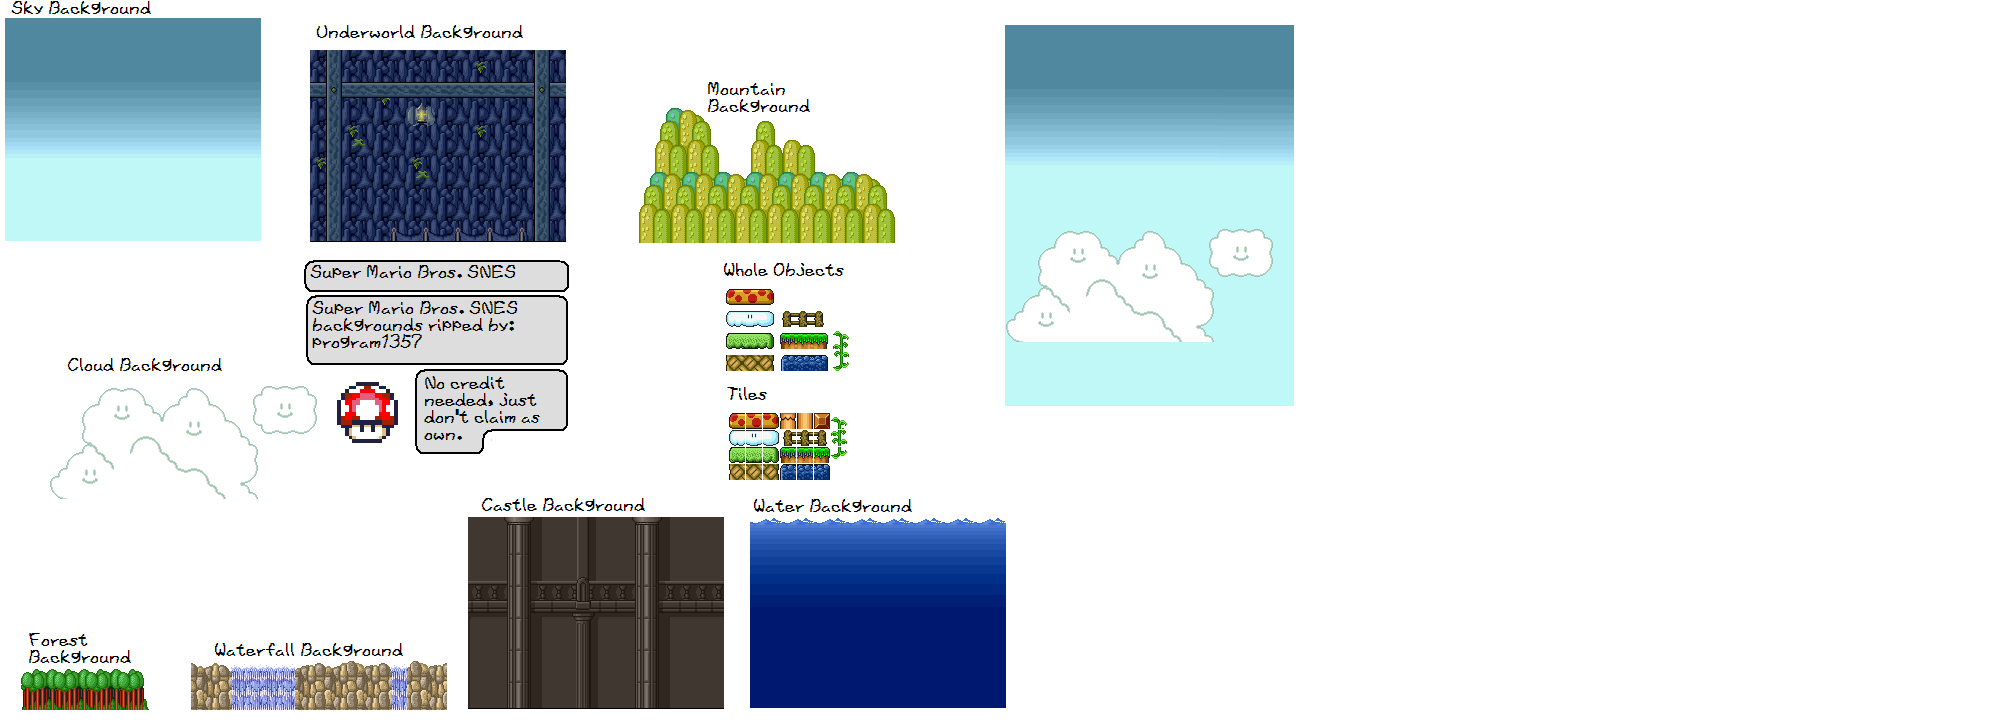 Sky Background
Underworld Background
Mountain
Background
Super Mario Bros. SNES
Super Mario Bros. SNES
backgrounds ripped by:
program1357
Whole Objects
Cloud Background
No credit
needed, just
don't claim as
own.
Tiles
Castle Background
Water Background
Forest
Background
Waterfall Background